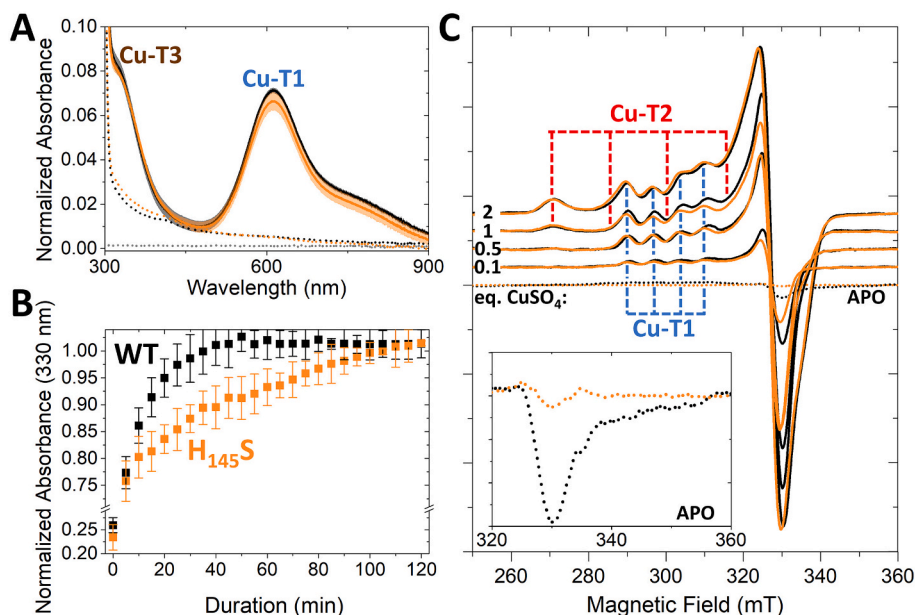 A
Cu-T3
Cu-T1
Normalized Absorbance
0.10
0.08
0.06
0.04
0.02
0.00
300
600
900
Wavelength (nm)
B
WT
H₁₄₅S
Normalized Absorbance (330 nm)
1.00
0.95
0.90
0.85
0.80
0.75
0.25
0.20
0
20
40
60
80
100
120
Duration (min)
C
Cu-T2
2
1
0.5
0.1
eq. CuSO₄:
APO
Cu-T1
APO
320
340
360
260
280
300
320
340
360
Magnetic Field (mT)